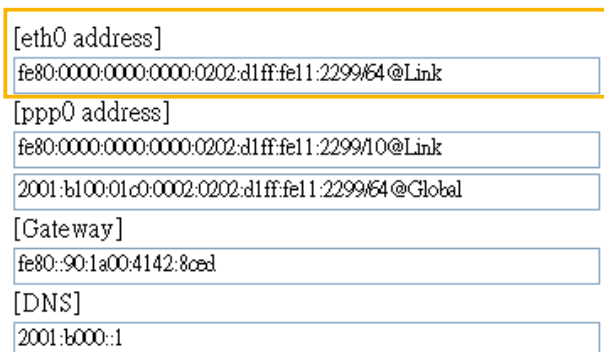 [eth0 address]
fe80:0000:0000:0000:0202:d1ff:fe11:2299/64@Link
[ppp0 address]
fe80:0000:0000:0000:0202:d1ff:fe11:2299/10@Link
2001:b100:01c0:0002:0202:d1ff:fe11:2299/64@Global
[Gateway]
fe80::90:1a00:4142:8ced
[DNS]
2001:b000::1